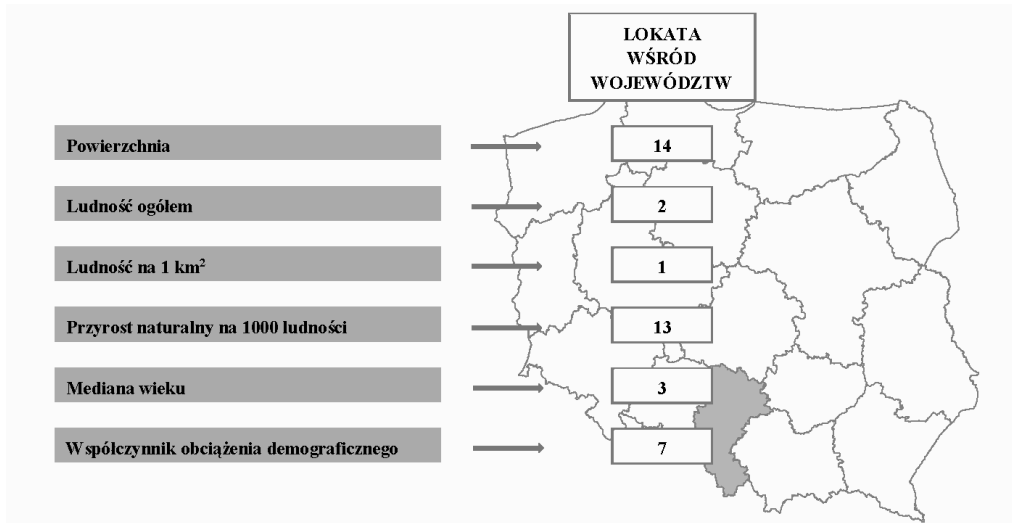 LOKATA
WŚRÓD
WOJEWÓDZTW
Powierzchnia 14
Ludność ogółem 2
Ludność na 1 km² 1
Przyrost naturalny na 1000 ludności 13
Mediana wieku 3
Współczynnik obciążenia demograficznego 7